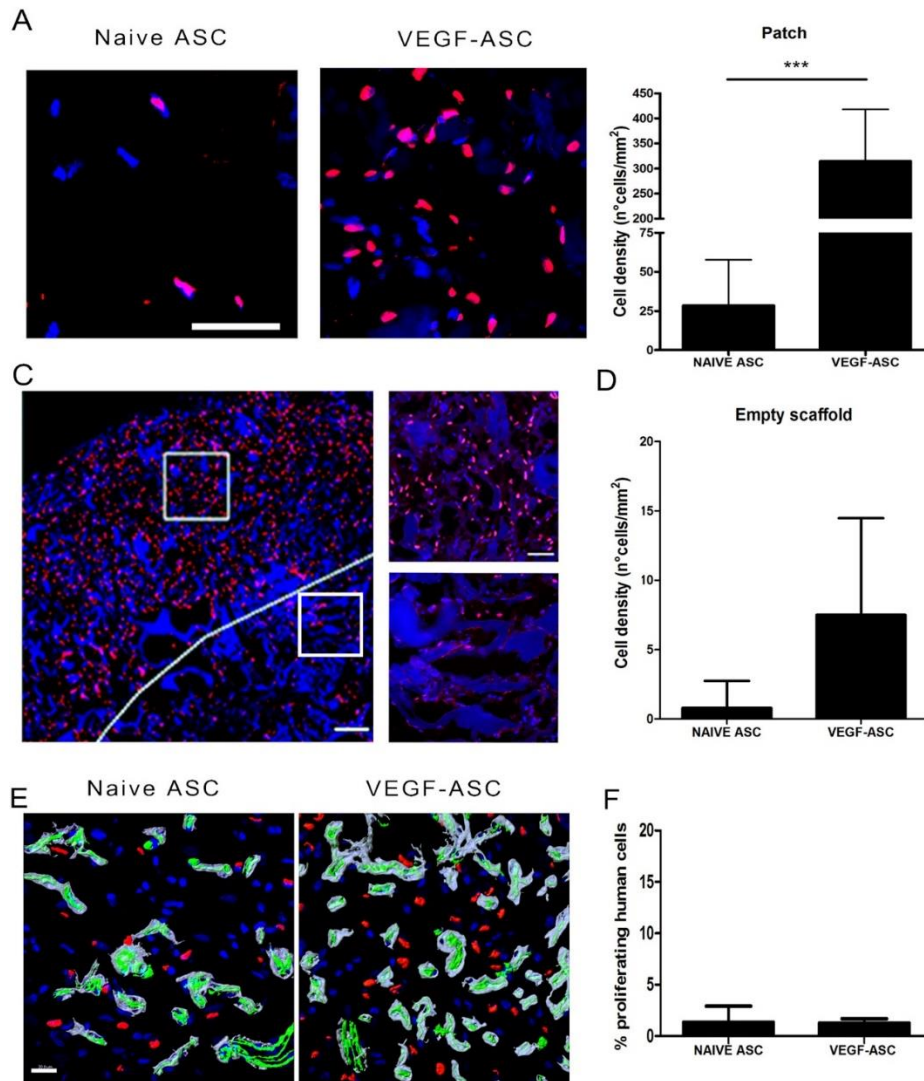 A
Naive ASC
VEGF-ASC
Patch
***
Cell density (n°cells/mm²)
450
400
350
300
250
200
75
50
25
0
NAIVE ASC
VEGF-ASC
C
D
Empty scaffold
Cell density (n°cells/mm²)
20
15
10
5
0
NAIVE ASC
VEGF-ASC
E
Naive ASC
VEGF-ASC
F
% proliferating human cells
20
15
10
5
0
NAIVE ASC
VEGF-ASC